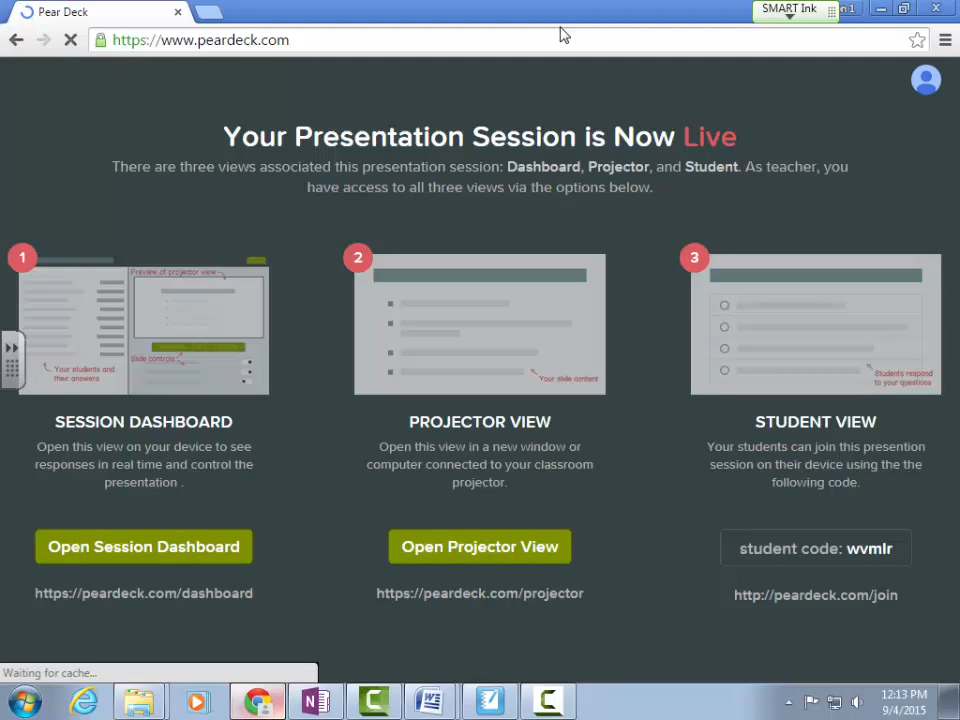 Pear Deck
SMART Ink
n 1
https://www.peardeck.com
Your Presentation Session is Now Live
There are three views associated this presentation session: Dashboard, Projector, and Student. As teacher, you
have access to all three views via the options below.
1
Preview of projector view
Slide controls
Your students and
their answers
2
Your slide content
3
Students respond
to your questions
SESSION DASHBOARD
Open this view on your device to see
responses in real time and control the
presentation .
Open Session Dashboard
https://peardeck.com/dashboard
PROJECTOR VIEW
Open this view in a new window or
computer connected to your classroom
projector.
Open Projector View
https://peardeck.com/projector
STUDENT VIEW
Your students can join this presention
session on their device using the the
following code.
student code: wvmlr
http://peardeck.com/join
Waiting for cache...
12:13 PM
9/4/2015